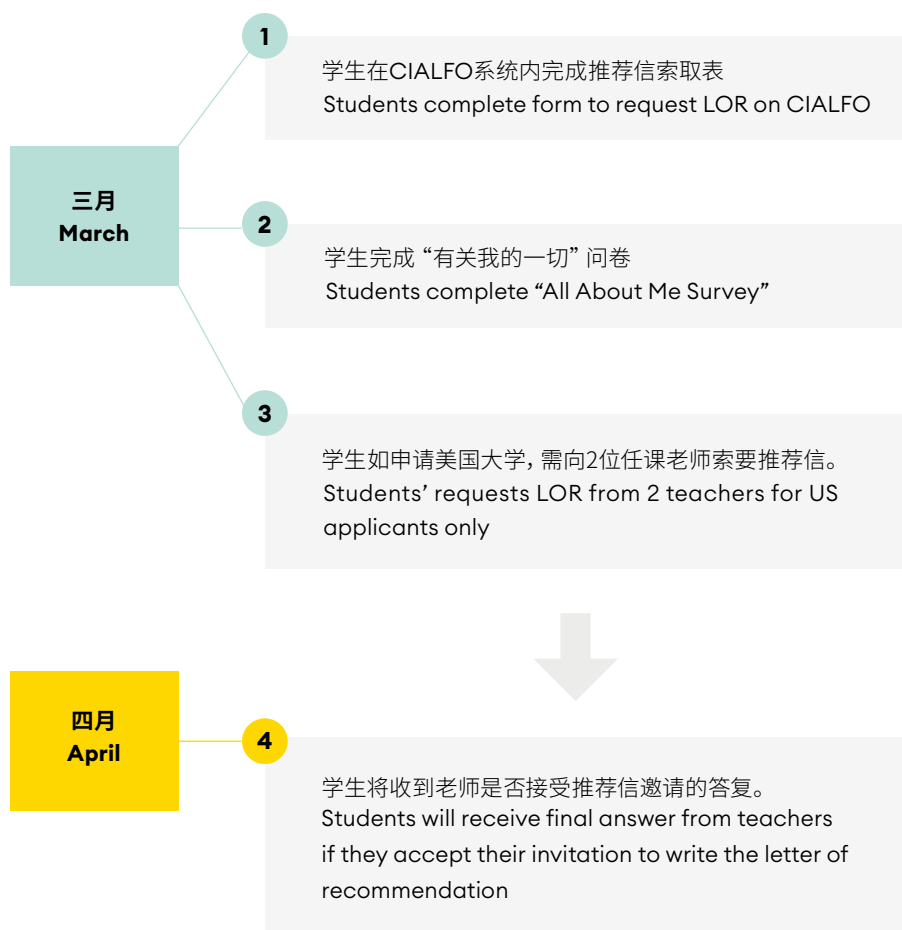 1
学生在CIALFO系统内完成推荐信索取表
Students complete form to request LOR on CIALFO
三月
March
2
学生完成“有关我的一切”问卷
Students complete “All About Me Survey”
3
学生如申请美国大学，需向2位任课老师索要推荐信。
Students’ requests LOR from 2 teachers for US
applicants only
四月
April
4
学生将收到老师是否接受推荐信邀请的答复。
Students will receive final answer from teachers
if they accept their invitation to write the letter of
recommendation